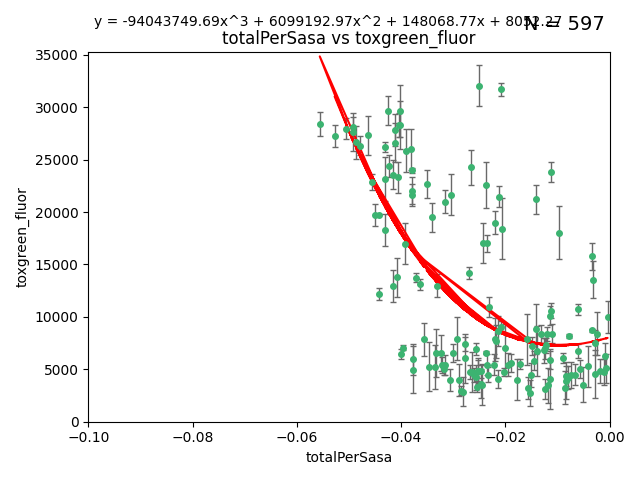 y = -94043749.69x^3 + 6099192.97x^2 + 148068.77x + 8052.27
N = 597
totalPerSasa vs toxgreen_fluor
35000
30000
25000
20000
15000
10000
5000
0
toxgreen_fluor
−0.10 −0.08 −0.06 −0.04 −0.02 0.00
totalPerSasa